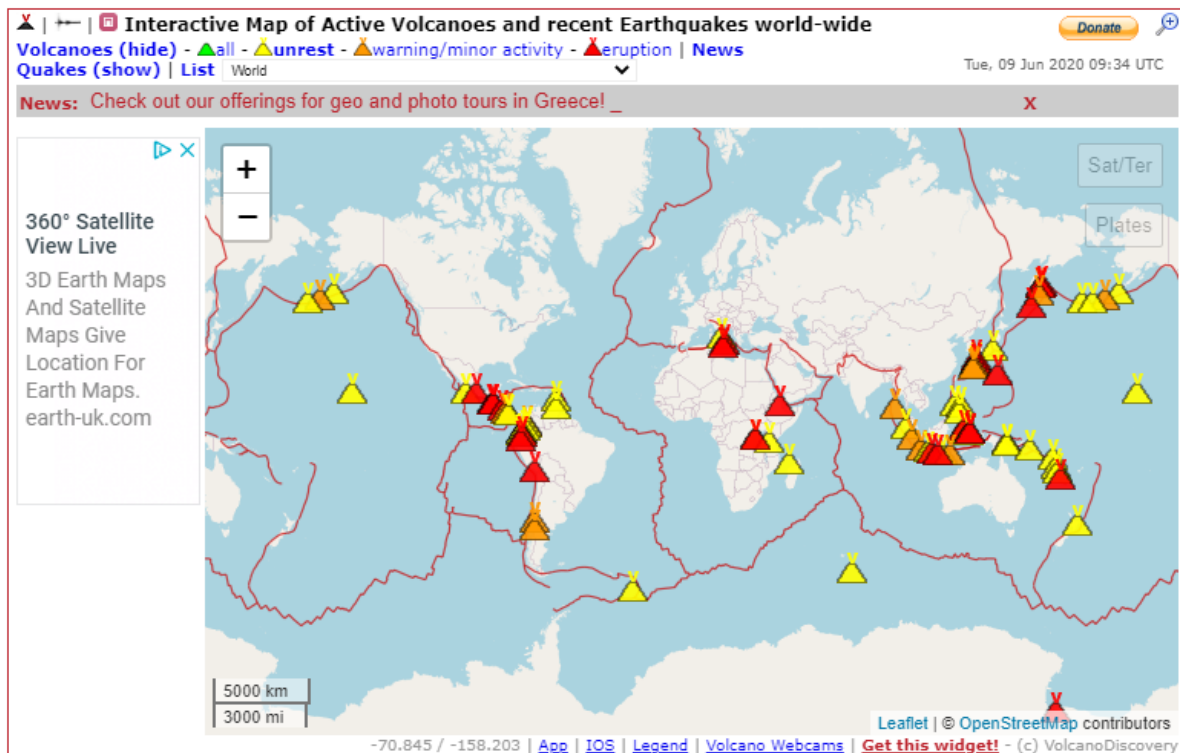 Interactive Map of Active Volcanoes and recent Earthquakes world-wide
Donate
Volcanoes (hide) - all - unrest - warning/minor activity - eruption | News
Quakes (show) | List World
Tue, 09 Jun 2020 09:34 UTC
News: Check out our offerings for geo and photo tours in Greece! _ X
360° Satellite
View Live
3D Earth Maps
And Satellite
Maps Give
Location For
Earth Maps.
earth-uk.com
+
−
Sat/Ter
Plates
5000 km
3000 mi
Leaflet | © OpenStreetMap contributors
-70.845 / -158.203 | App | IOS | Legend | Volcano Webcams | Get this widget! - (c) VolcanoDiscovery